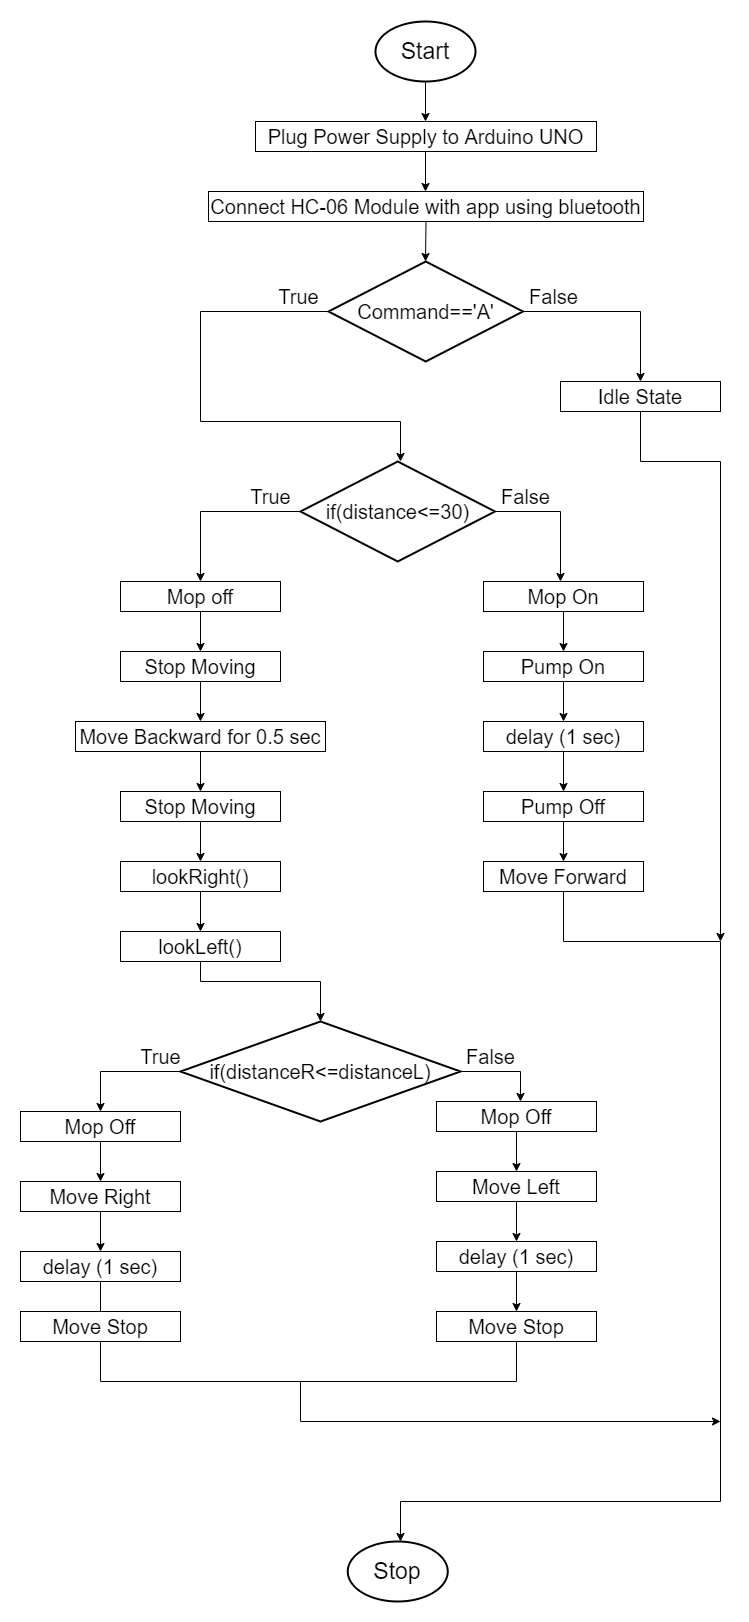 Start
Plug Power Supply to Arduino UNO
Connect HC-06 Module with app using bluetooth
True
False
Command=='A'
Idle State
True
False
if(distance<=30)
Mop off
Mop On
Stop Moving
Pump On
Move Backward for 0.5 sec
delay (1 sec)
Stop Moving
Pump Off
lookRight()
Move Forward
lookLeft()
True
False
if(distanceR<=distanceL)
Mop Off
Mop Off
Move Right
Move Left
delay (1 sec)
delay (1 sec)
Move Stop
Move Stop
Stop